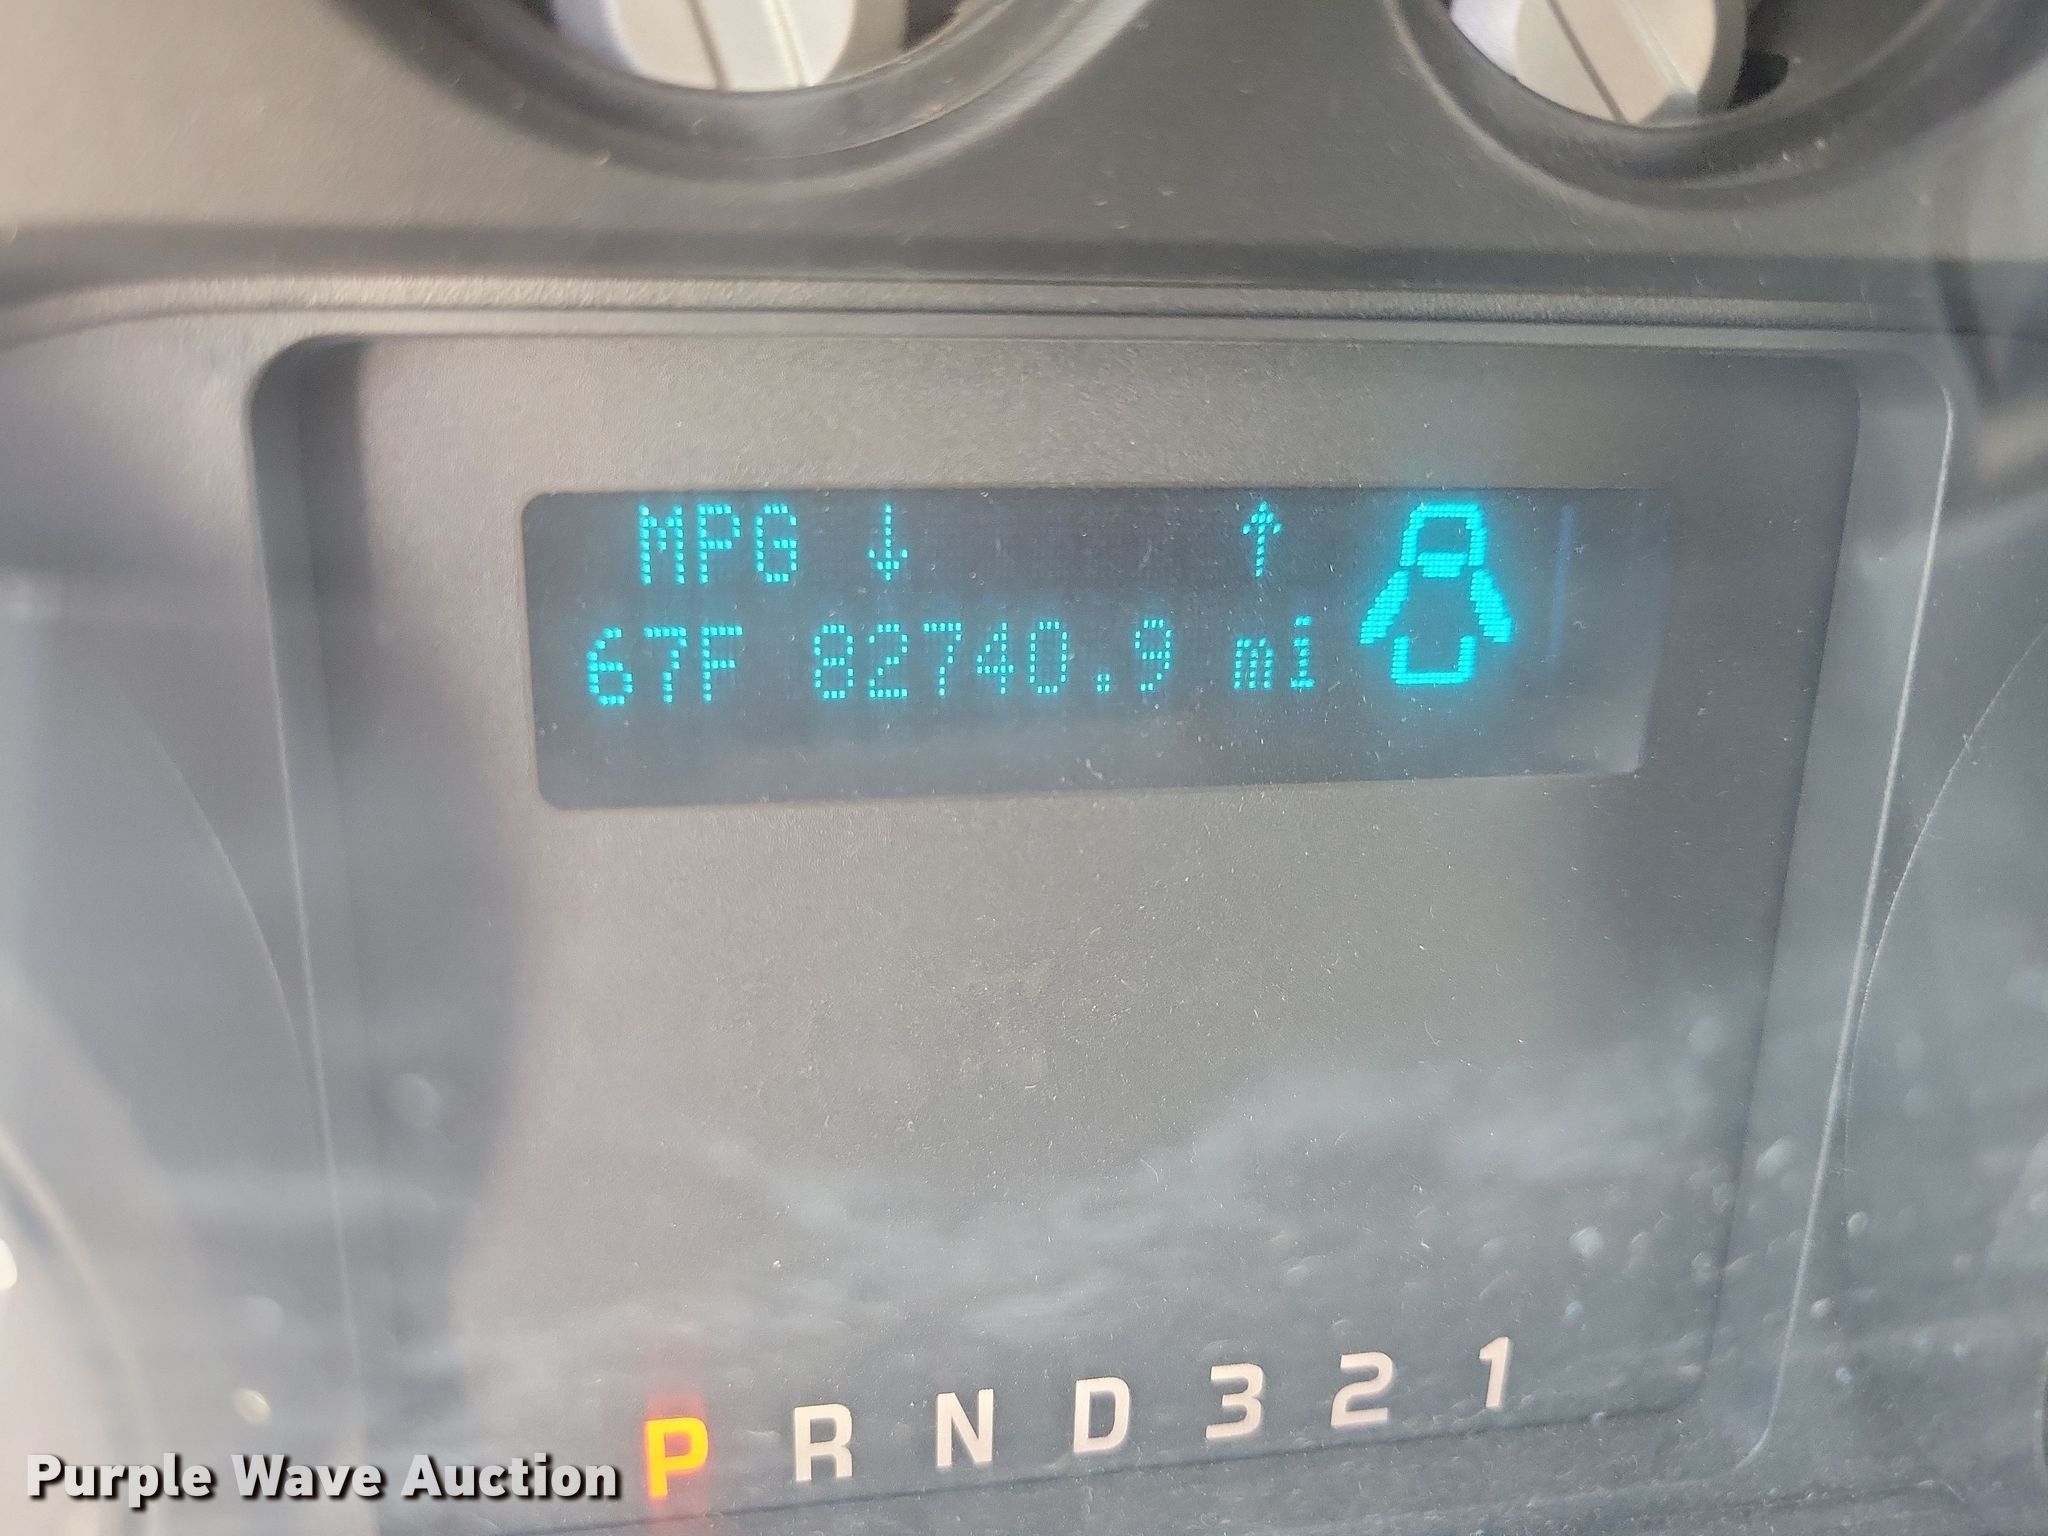 MPG ↓ ↑
67F 82740.9 mi
P R N D 3 2 1
Purple Wave Auction